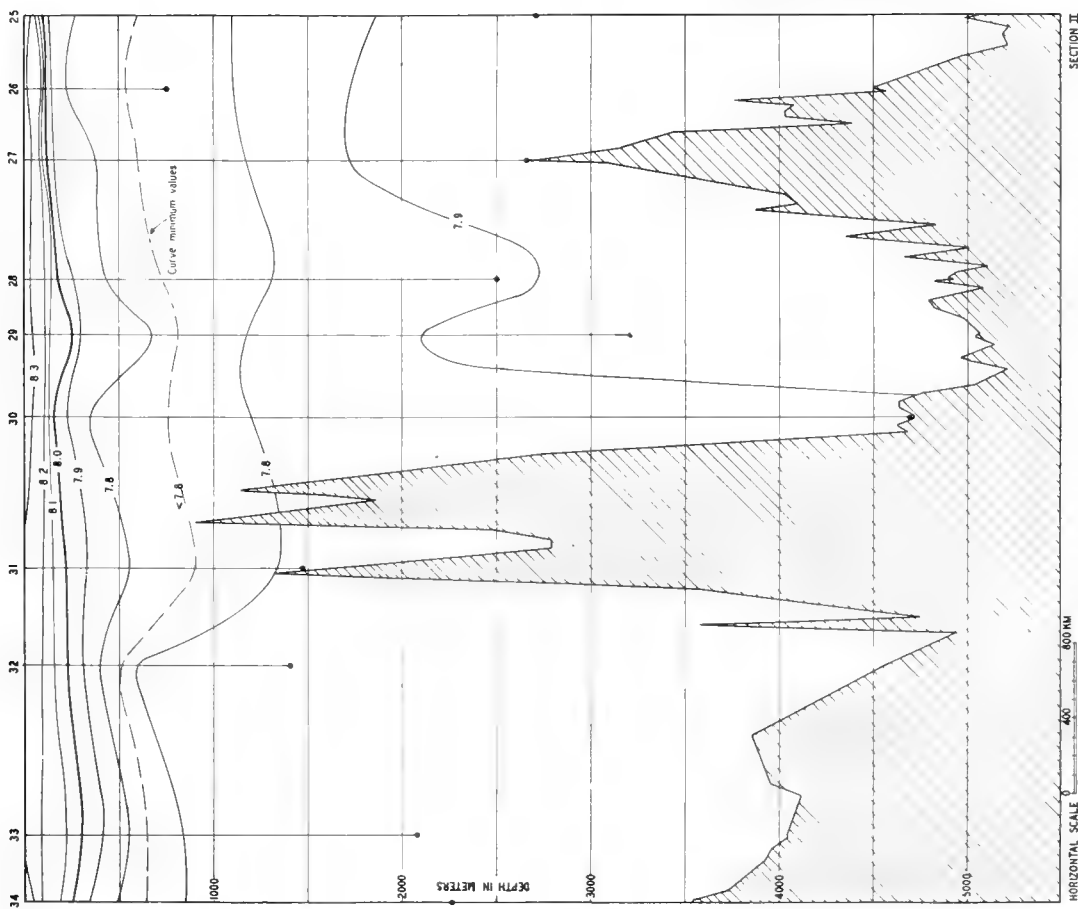 34 33 32 31 30 29 28 27 26 25
8.3
8.2
8.1
8.0
7.9
7.8
<7.8
7.8
7.9
Curve minimum values
1000
2000
3000
4000
5000
DEPTH IN METERS
HORIZONTAL SCALE 0 400 800 KM
SECTION II